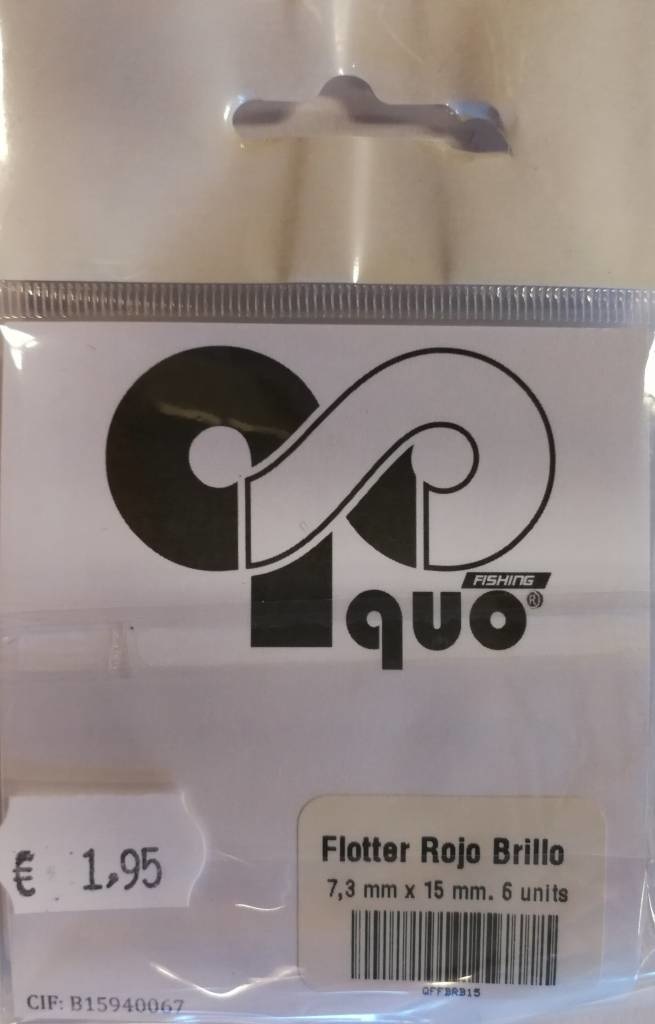 FISHING
quo®
€ 1,95
Flotter Rojo Brillo
7,3 mm x 15 mm. 6 units
QFFBRB15
CIF: B15940067